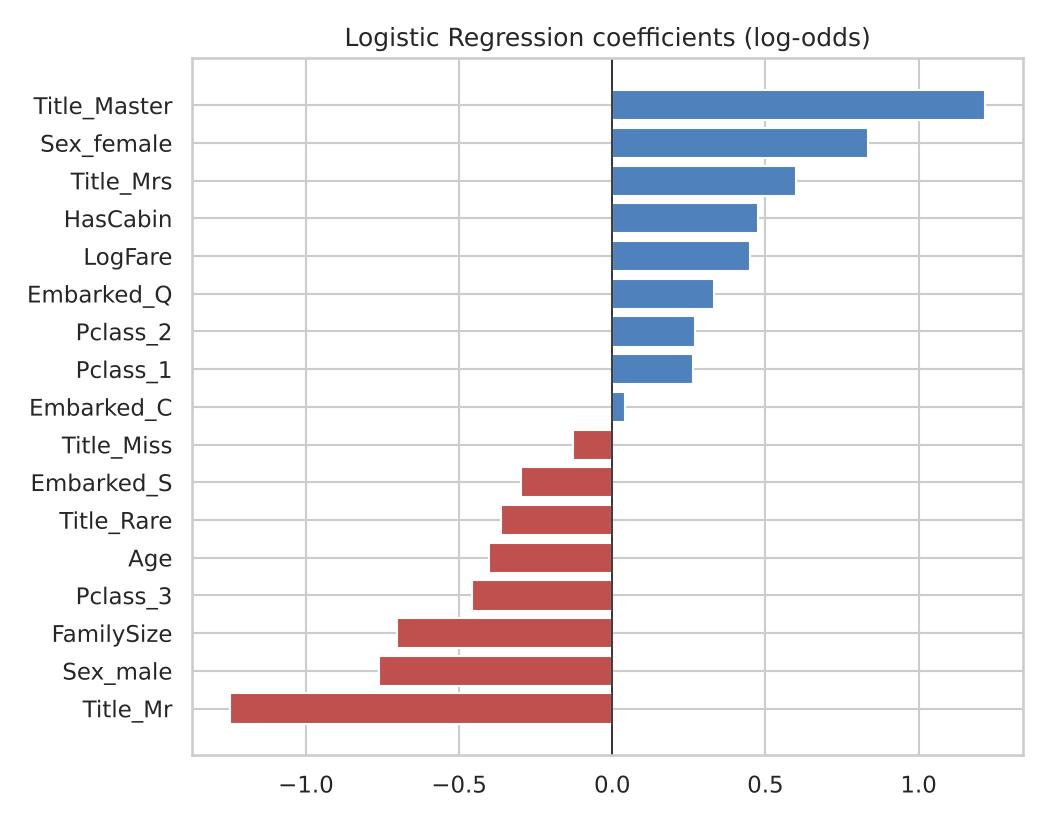 Logistic Regression coefficients (log-odds)
Title_Master
Sex_female
Title_Mrs
HasCabin
LogFare
Embarked_Q
Pclass_2
Pclass_1
Embarked_C
Title_Miss
Embarked_S
Title_Rare
Age
Pclass_3
FamilySize
Sex_male
Title_Mr
−1.0 −0.5 0.0 0.5 1.0